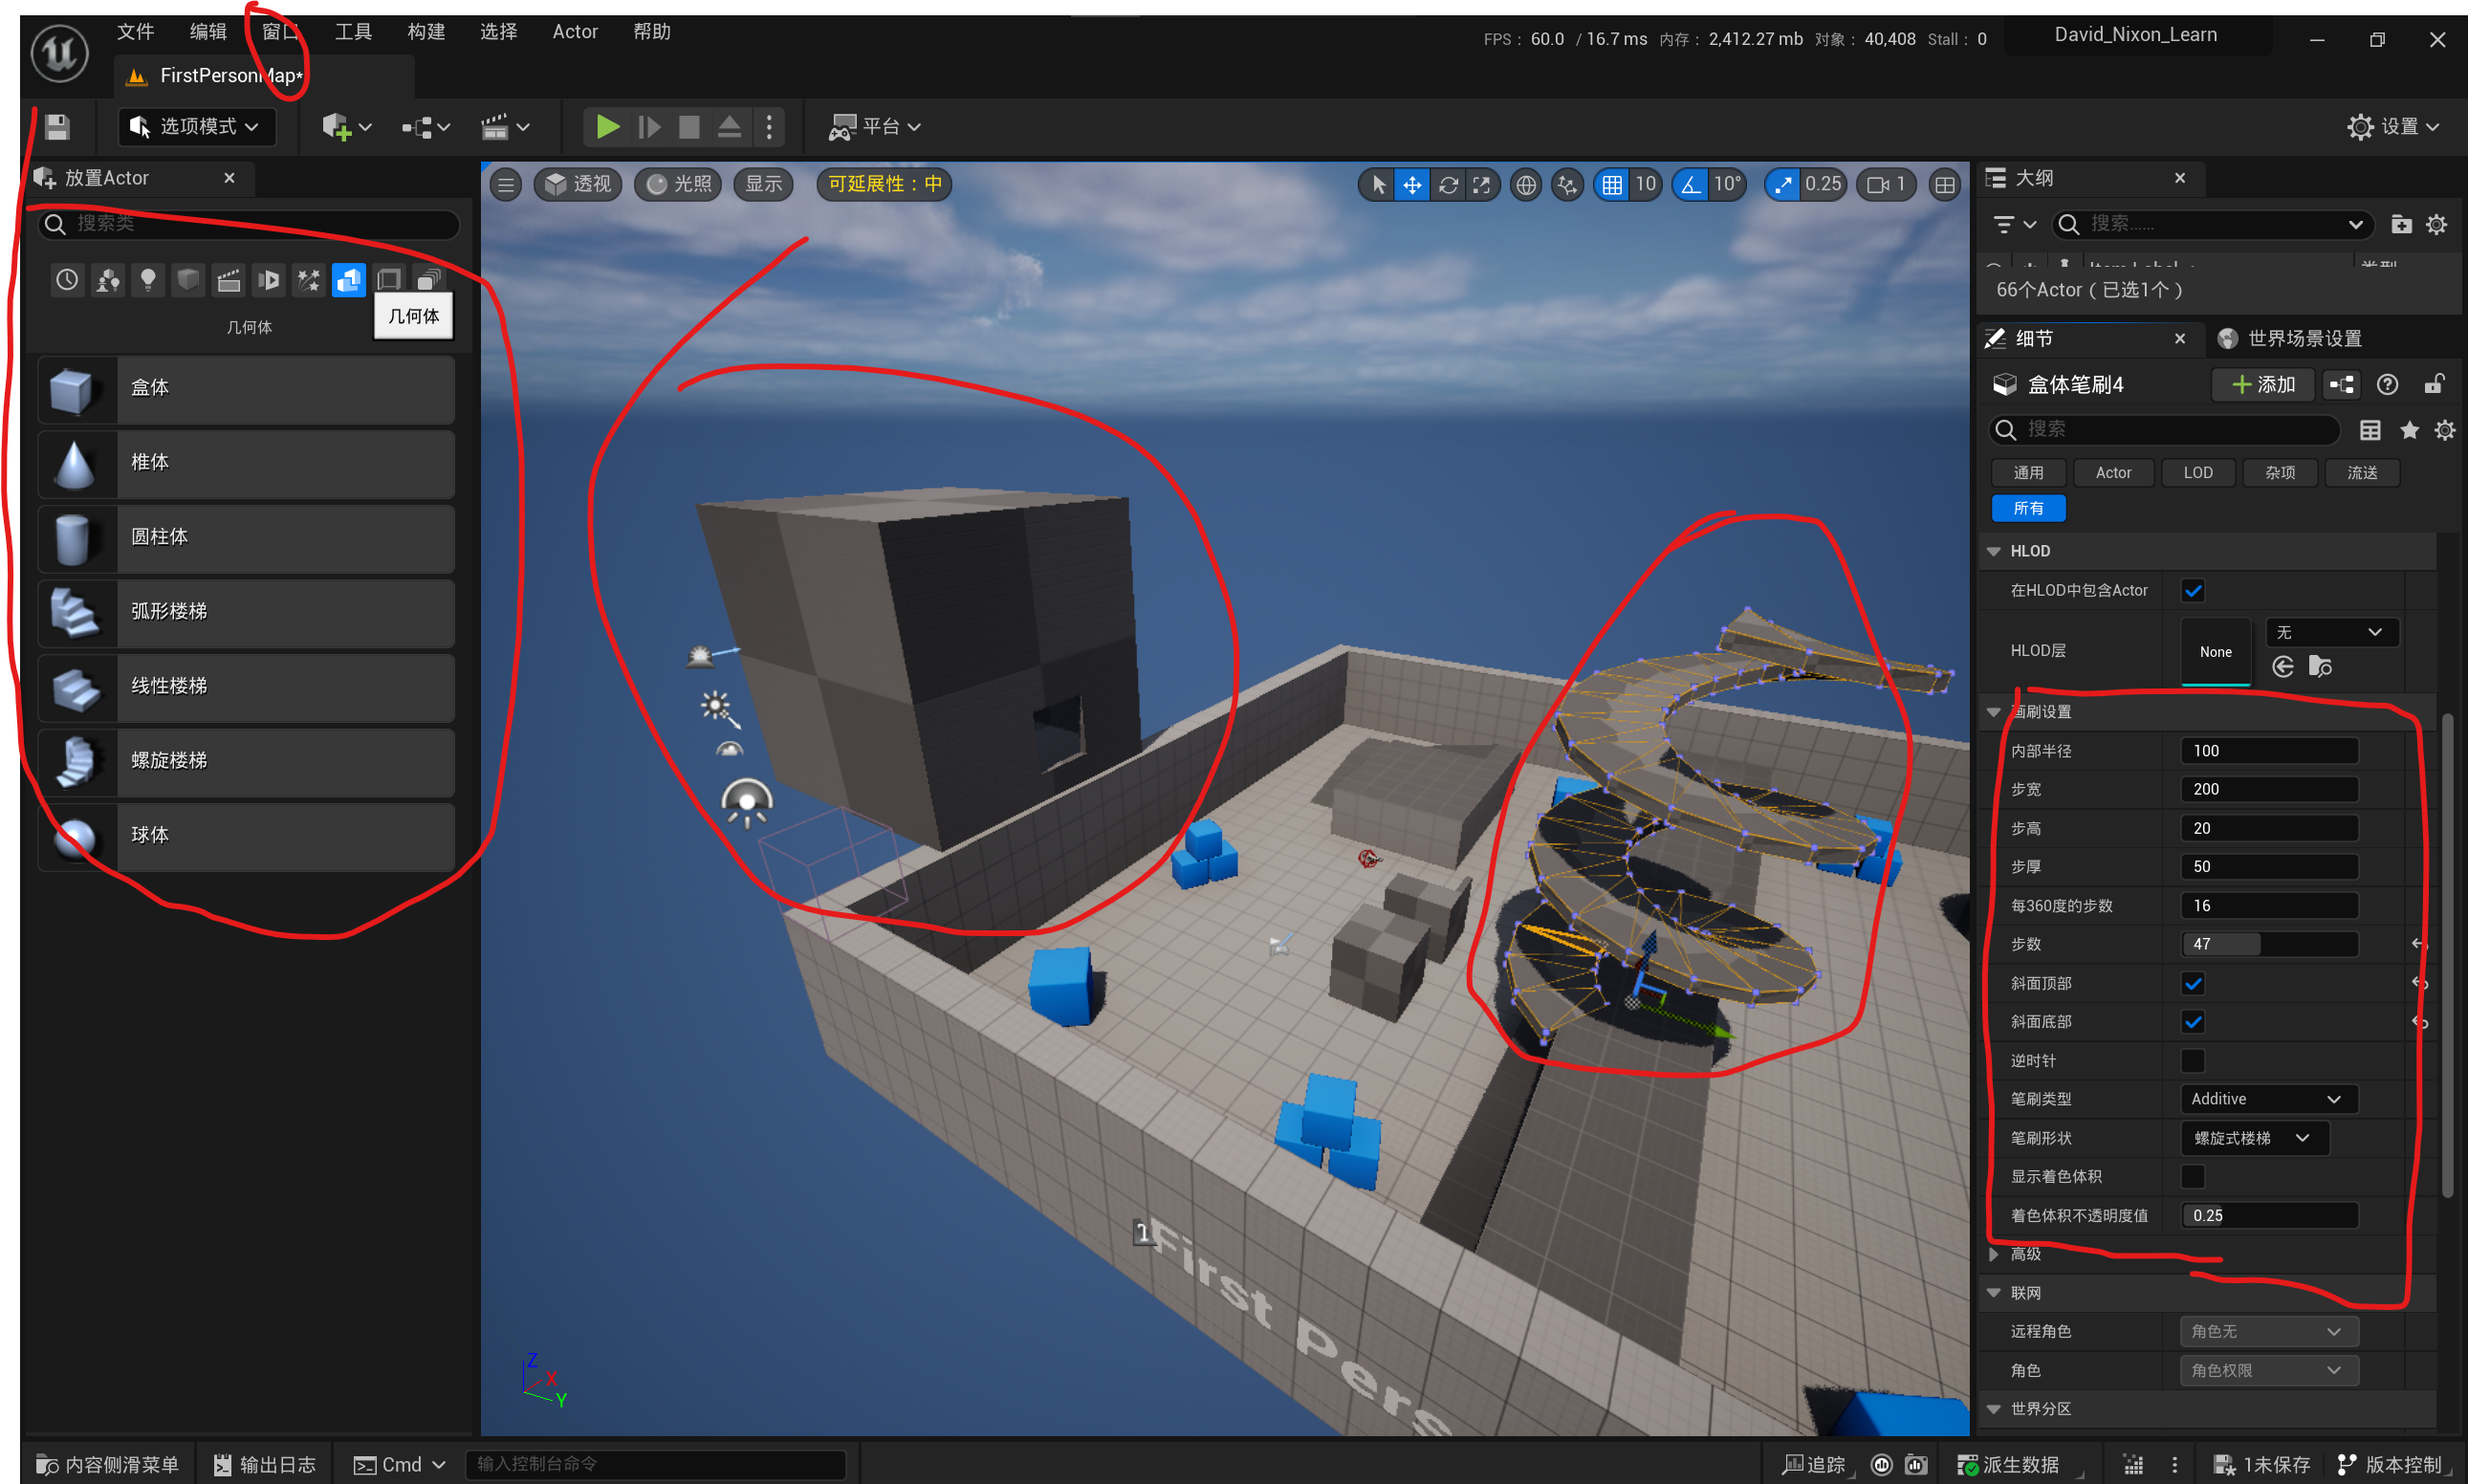 文件 编辑 窗口 工具 构建 选择 Actor 帮助
FPS： 60.0 / 16.7 ms 内存： 2,412.27 mb 对象： 40,408 Stall： 0
David_Nixon_Learn
FirstPersonMap*
选项模式
平台
设置
放置Actor
搜索类
几何体
几何体
盒体
椎体
圆柱体
弧形楼梯
线性楼梯
螺旋楼梯
球体
透视 光照 显示 可延展性：中
10 10° 0.25 1
First Pers
1
Z
X
Y
大纲
搜索......
Item Label
类型
66个Actor（已选1个）
细节 世界场景设置
盒体笔刷4 添加
搜索
通用 Actor LOD 杂项 流送
所有
HLOD
在HLOD中包含Actor
HLOD层 None 无
画刷设置
内部半径 100
步宽 200
步高 20
步厚 50
每360度的步数 16
步数 47
斜面顶部
斜面底部
逆时针
笔刷类型 Additive
笔刷形状 螺旋式楼梯
显示着色体积
着色体积不透明度值 0.25
高级
联网
远程角色 角色无
角色 角色权限
世界分区
内容侧滑菜单 输出日志 Cmd 输入控制台命令
追踪 派生数据 1未保存 版本控制